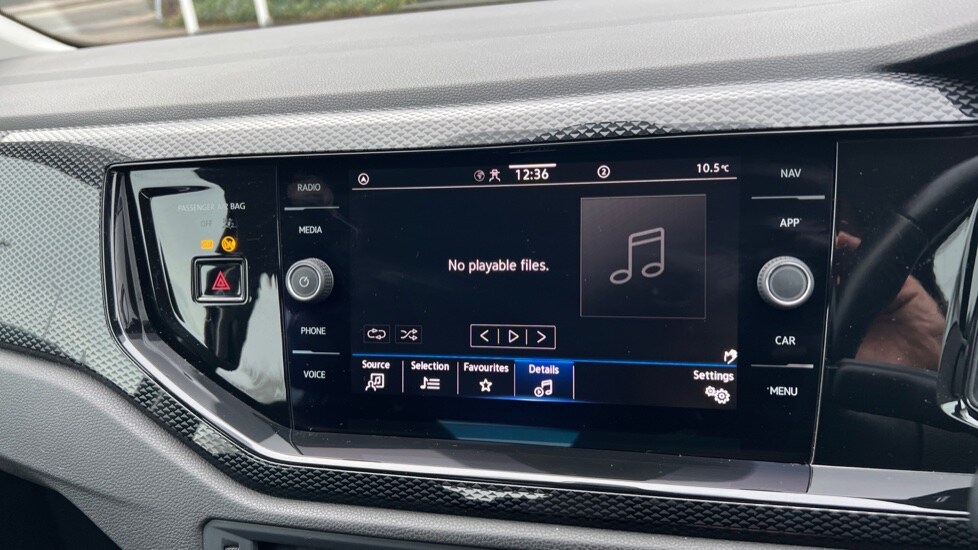 RADIO
MEDIA
PHONE
VOICE
PASSENGER AIR BAG
OFF
12:36
2
10.5°C
No playable files.
Source
Selection
Favourites
Details
Settings
NAV
APP
CAR
MENU